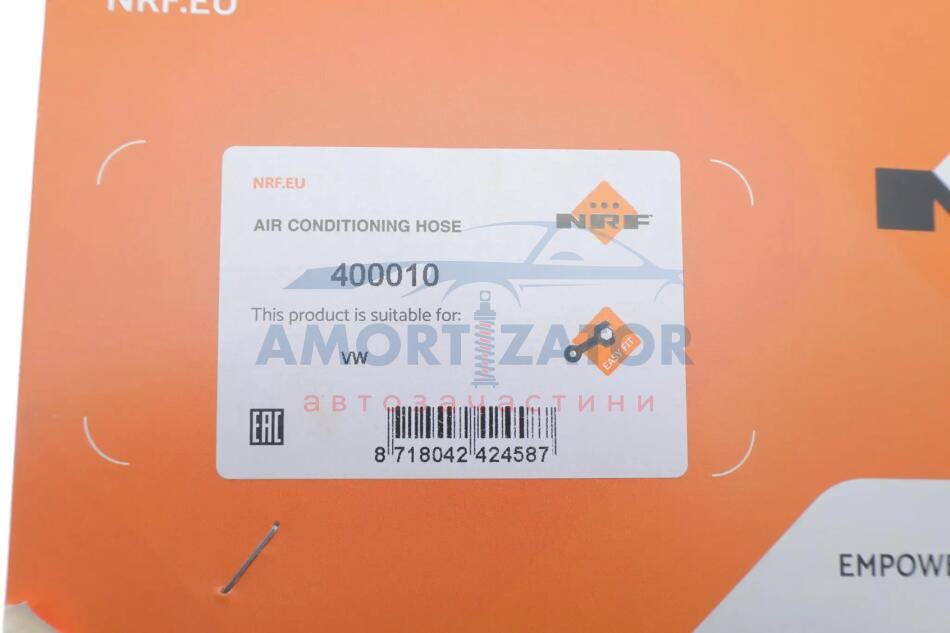 NRF.EU
NRF.EU
AIR CONDITIONING HOSE
NRF
400010
This product is suitable for:
VW
EASY FIT
AMORTIZATOR
автозачастини
EAC
8 718042 424587
EMPOWE